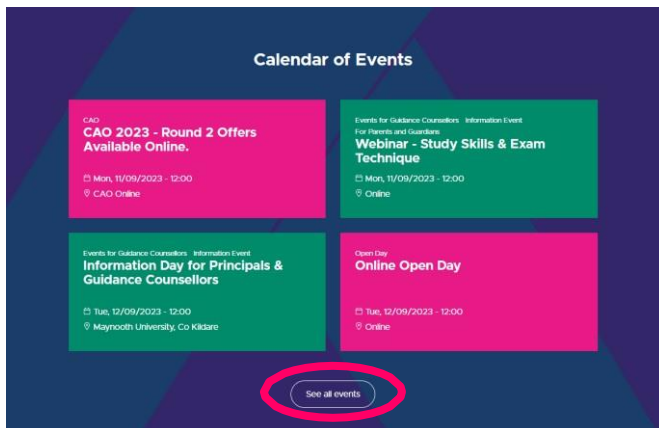 Calendar of Events
CAO
CAO 2023 - Round 2 Offers
Available Online.
Mon, 11/09/2023 - 12:00
CAO Online
Events for Guidance Counsellors Information Event
For Parents and Guardians
Webinar - Study Skills & Exam
Technique
Mon, 11/09/2023 - 12:00
Online
Events for Guidance Counsellors Information Event
Information Day for Principals &
Guidance Counsellors
Tue, 12/09/2023 - 12:00
Maynooth University, Co Kildare
Open Day
Online Open Day
Tue, 12/09/2023 - 12:00
Online
See all events